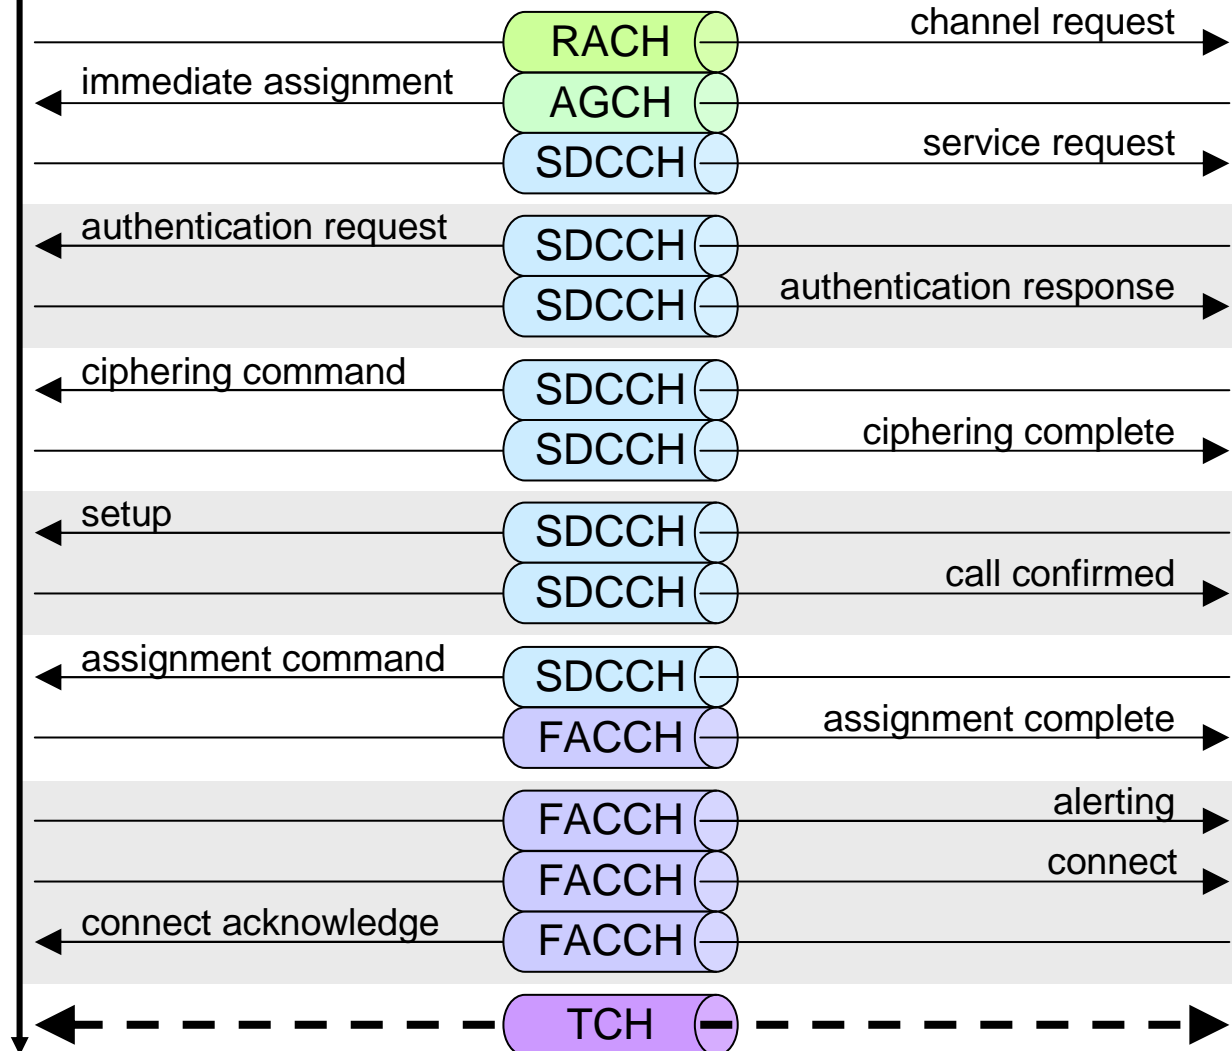 RACH channel request
immediate assignment AGCH
SDCCH service request
authentication request SDCCH
SDCCH authentication response
ciphering command SDCCH
SDCCH ciphering complete
setup SDCCH
SDCCH call confirmed
assignment command SDCCH
FACCH assignment complete
FACCH alerting
FACCH connect
connect acknowledge FACCH
TCH